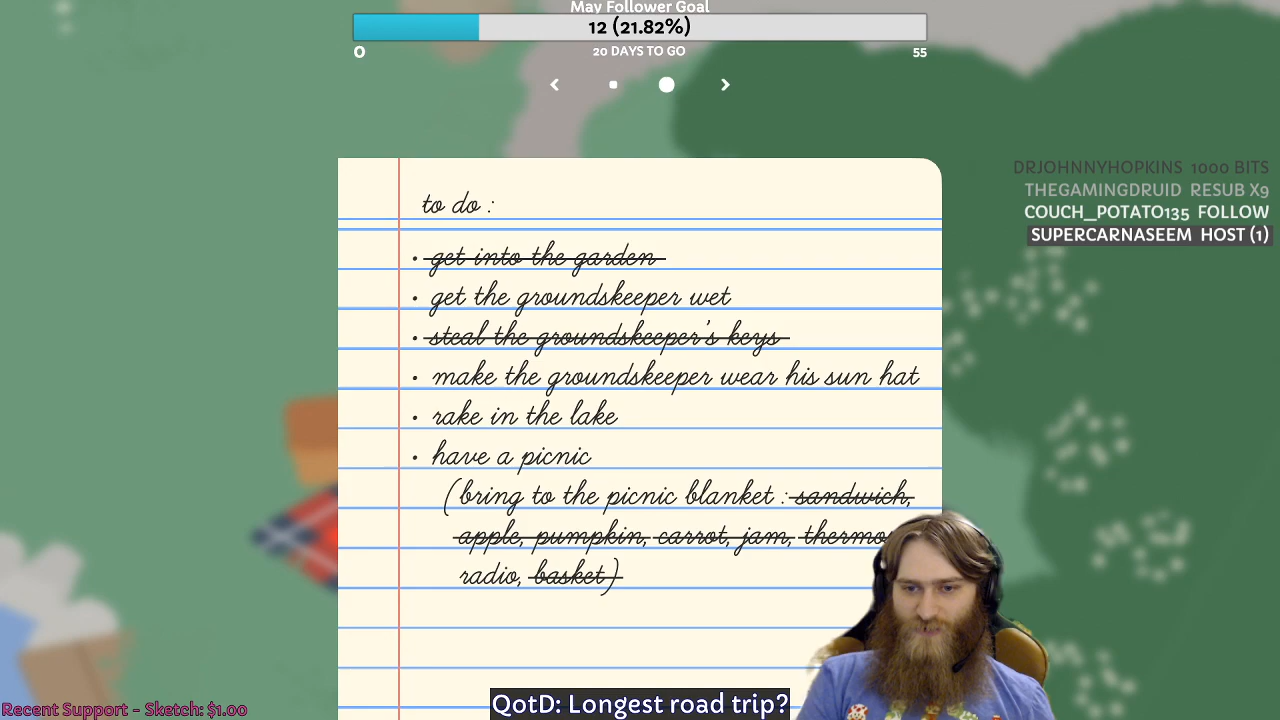 May Follower Goal
12 (21.82%)
0
20 DAYS TO GO
55
DRJOHNNYHOPKINS 1000 BITS
THEGAMINGDRUID RESUB X9
COUCH_POTATO135 FOLLOW
SUPERCARNASEEM HOST (1)
to do :
• get into the garden
• get the groundskeeper wet
• steal the groundskeeper's keys
• make the groundskeeper wear his sun hat
• rake in the lake
• have a picnic
(bring to the picnic blanket : sandwich,
apple, pumpkin, carrot, jam, thermo
radio, basket)
QotD: Longest road trip?
Recent Support - Sketch: $1.00